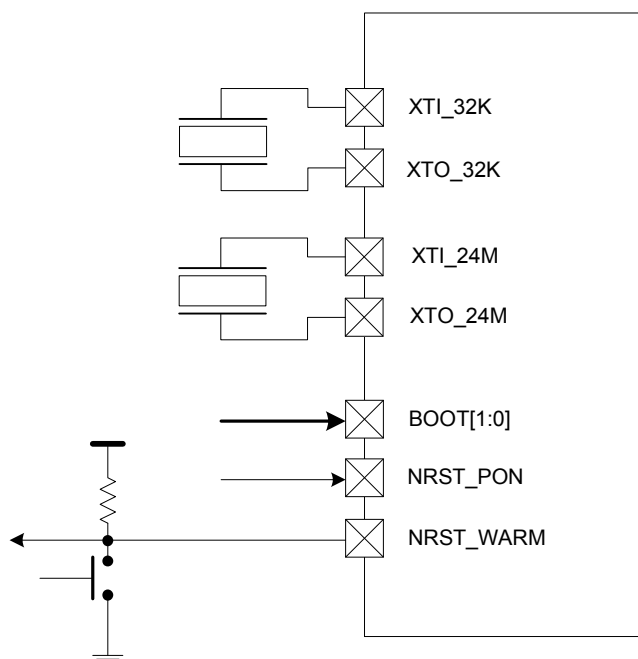 XTI_32K
XTO_32K
XTI_24M
XTO_24M
BOOT[1:0]
NRST_PON
NRST_WARM